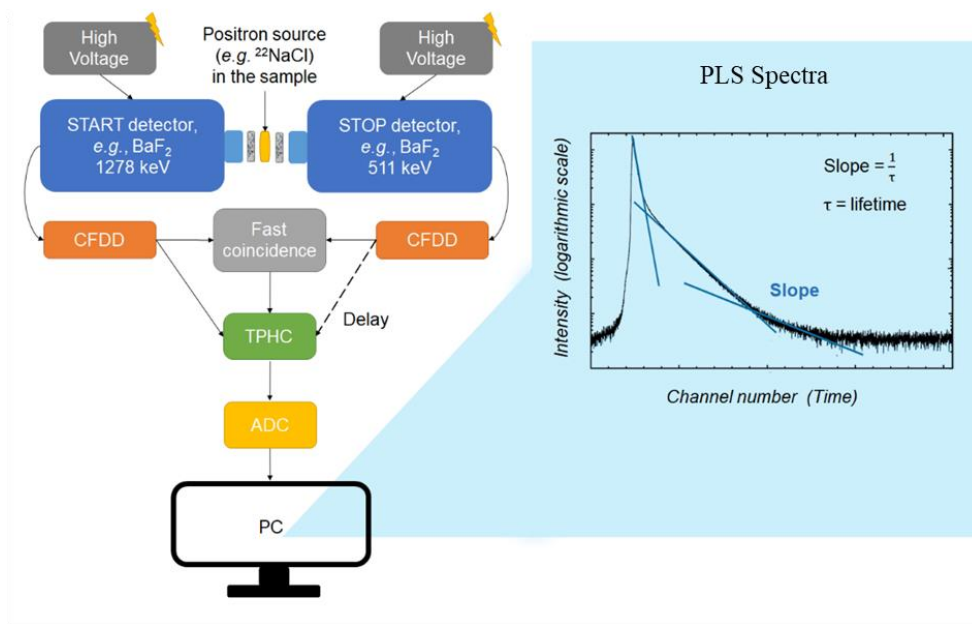 High
Voltage
Positron source
(e.g. ²²NaCl)
in the sample
High
Voltage
START detector,
e.g., BaF₂
1278 keV
STOP detector,
e.g., BaF₂
511 keV
CFDD
Fast
coincidence
CFDD
Delay
TPHC
ADC
PC
PLS Spectra
Intensity (logarithmic scale)
Slope = 1/τ
τ = lifetime
Slope
Channel number (Time)